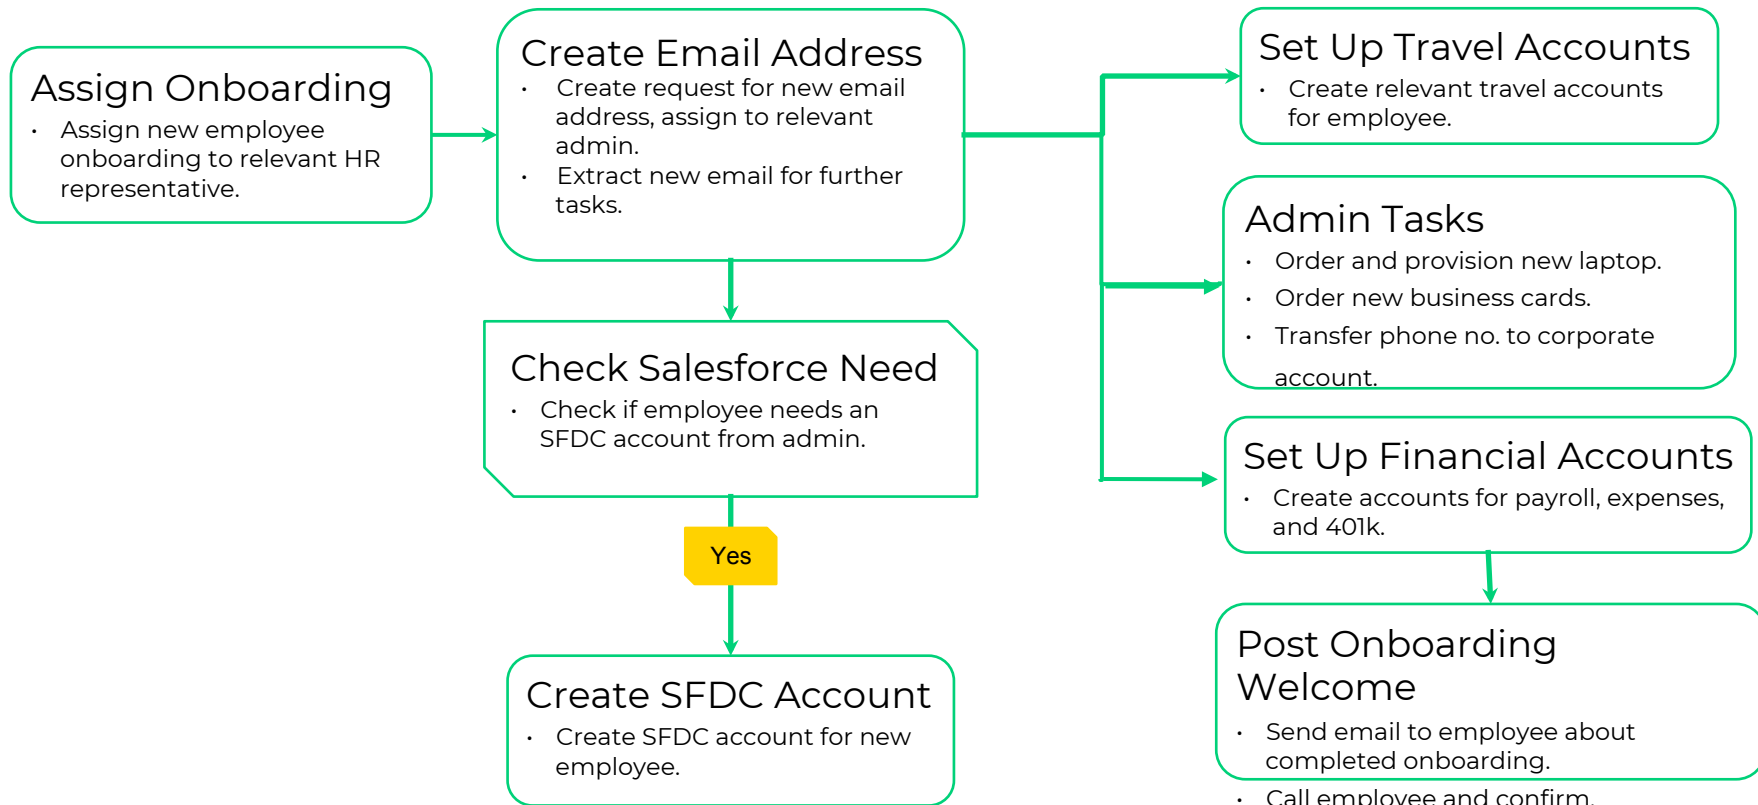 Assign Onboarding
• Assign new employee
onboarding to relevant HR
representative.
Create Email Address
• Create request for new email
address, assign to relevant
admin.
• Extract new email for further
tasks.
Set Up Travel Accounts
• Create relevant travel accounts
for employee.
Admin Tasks
• Order and provision new laptop.
• Order new business cards.
• Transfer phone no. to corporate
account.
Check Salesforce Need
• Check if employee needs an
SFDC account from admin.
Set Up Financial Accounts
• Create accounts for payroll, expenses,
and 401k.
Yes
Create SFDC Account
• Create SFDC account for new
employee.
Post Onboarding
Welcome
• Send email to employee about
completed onboarding.
• Call employee and confirm.